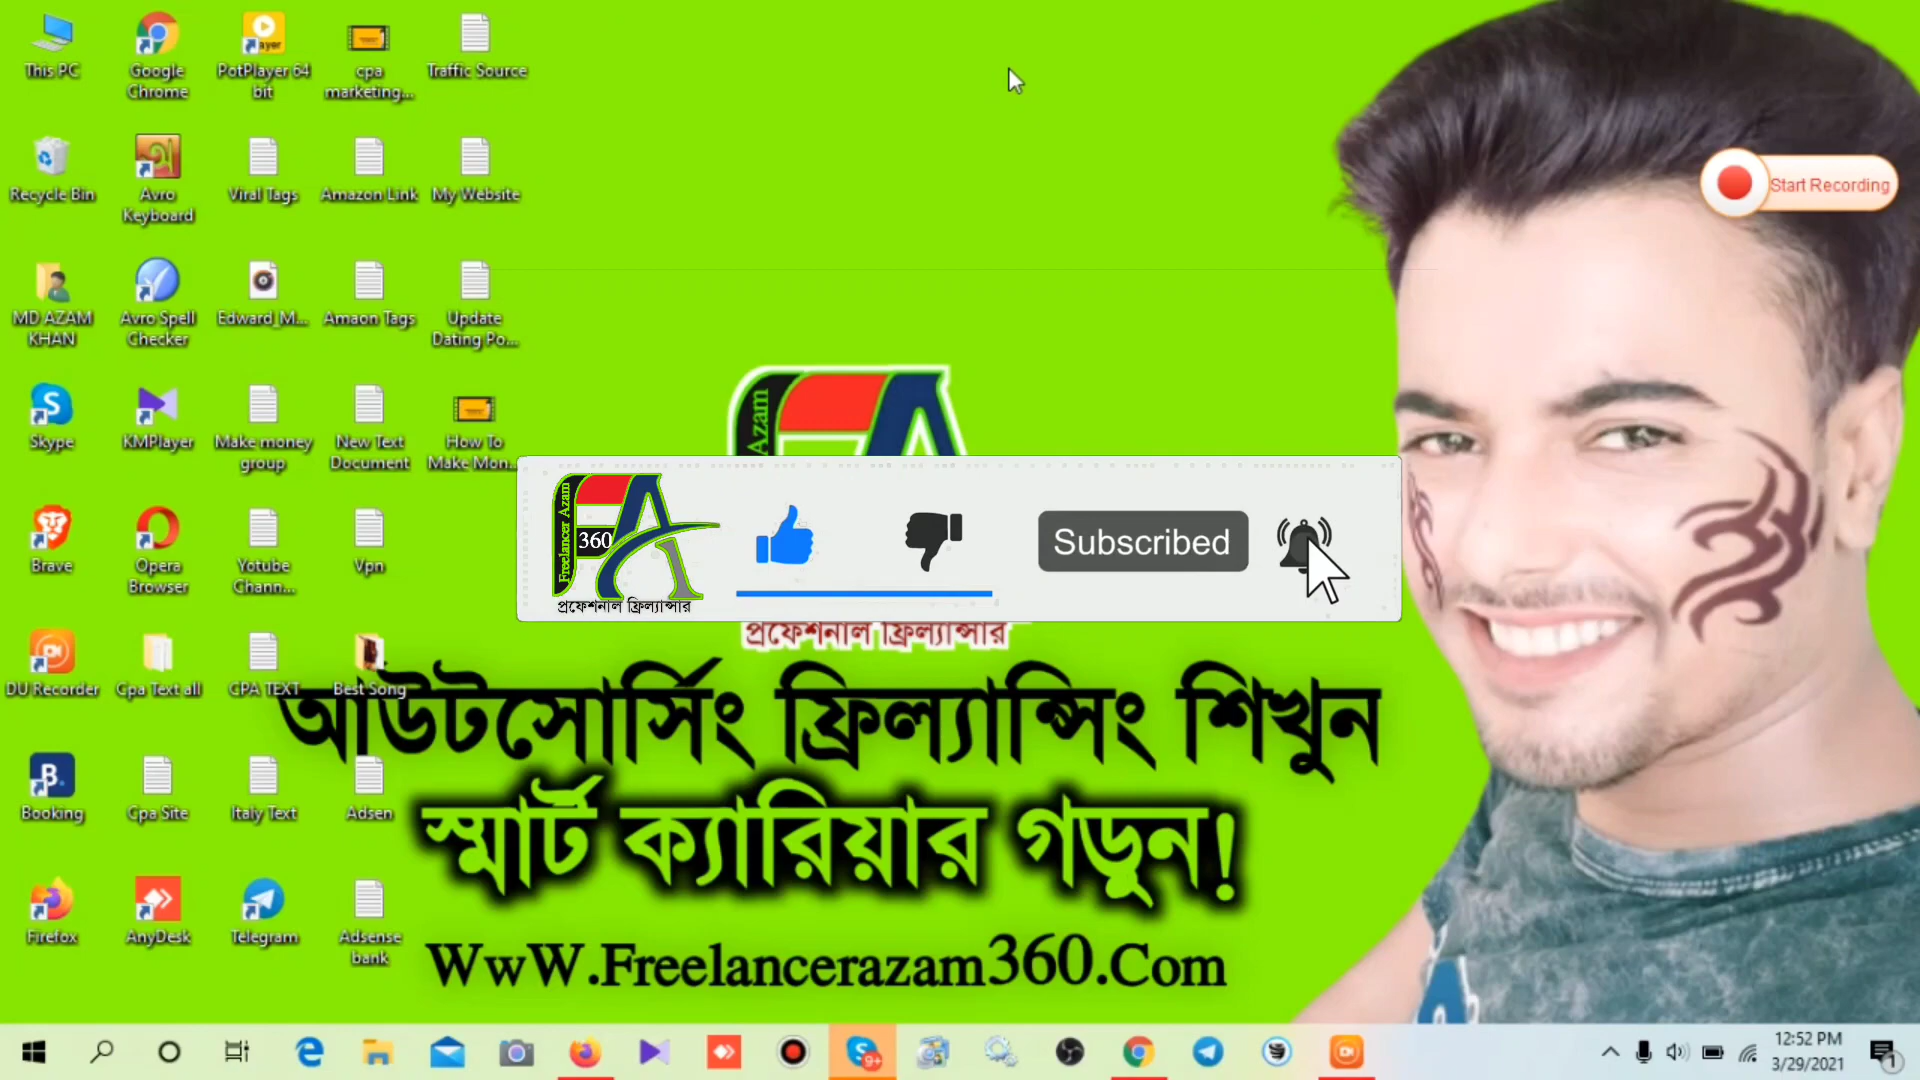 This PC
Google Chrome
PotPlayer 64 bit
cpa marketing...
Traffic Source
Recycle Bin
Avro Keyboard
Viral Tags
Amazon Link
My Website
Start Recording
MD AZAM KHAN
Avro Spell Checker
Edward_M...
Amaon Tags
Update Dating Po...
Skype
KMPlayer
Make money group
New Text Document
How To Make Mon...
Azam
Freelancer Azam
360
প্রফেশনাল ফ্রিল্যান্সার
Subscribed
প্রফেশনাল ফ্রিল্যান্সার
Brave
Opera Browser
Yotube Chann...
Vpn
DU Recorder
Cpa Text all
CPA TEXT
Best Song
আউটসোর্সিং ফ্রিল্যান্সিং শিখুন
Booking
Cpa Site
Italy Text
Adsen
স্মার্ট ক্যারিয়ার গড়ুন!
Firefox
AnyDesk
Telegram
Adsense bank
WwW.Freelancerazam360.Com
9+
12:52 PM
3/29/2021
1